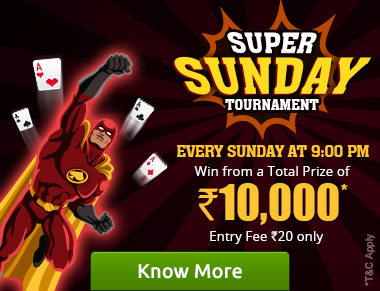 SUPER
SUNDAY
TOURNAMENT
EVERY SUNDAY AT 9:00 PM
Win from a Total Prize of
₹10,000*
Entry Fee ₹20 only
Know More
*T&C Apply
A
A
A
A